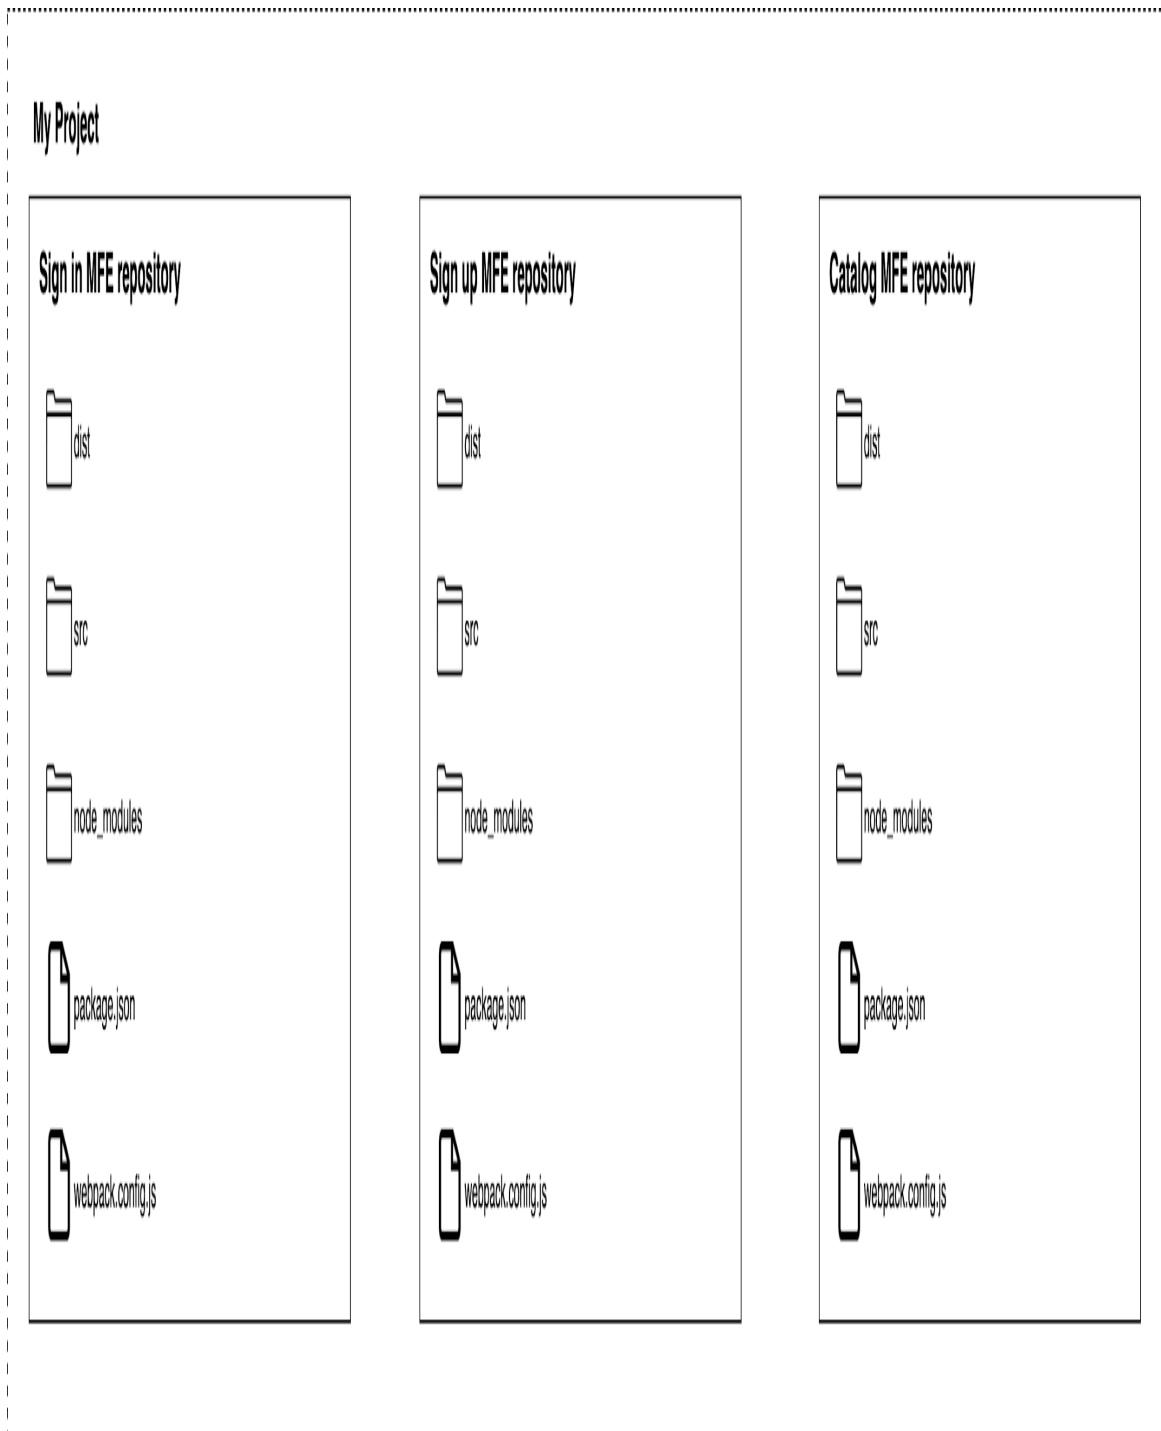 My Project
Sign in MFE repository
dist
src
node_modules
package.json
webpack.config.js
Sign up MFE repository
dist
src
node_modules
package.json
webpack.config.js
Catalog MFE repository
dist
src
node_modules
package.json
webpack.config.js